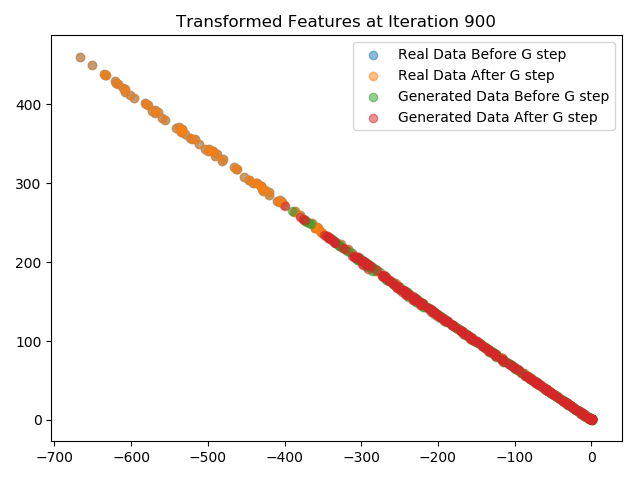 Transformed Features at Iteration 900
Real Data Before G step
Real Data After G step
Generated Data Before G step
Generated Data After G step
400
300
200
100
0
−700 −600 −500 −400 −300 −200 −100 0